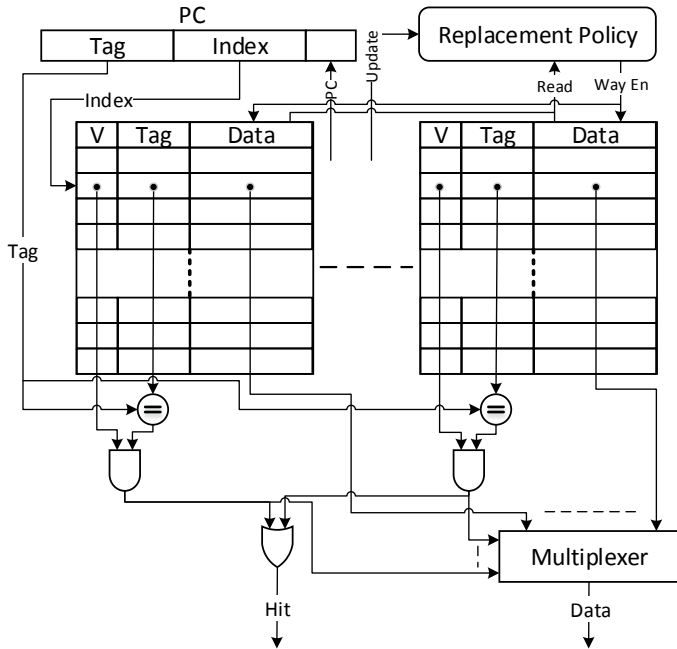 PC
Tag Index
Update
Replacement Policy
PC
Read
Way En
Index
V Tag Data
V Tag Data
Tag
=
=
Multiplexer
Hit
Data